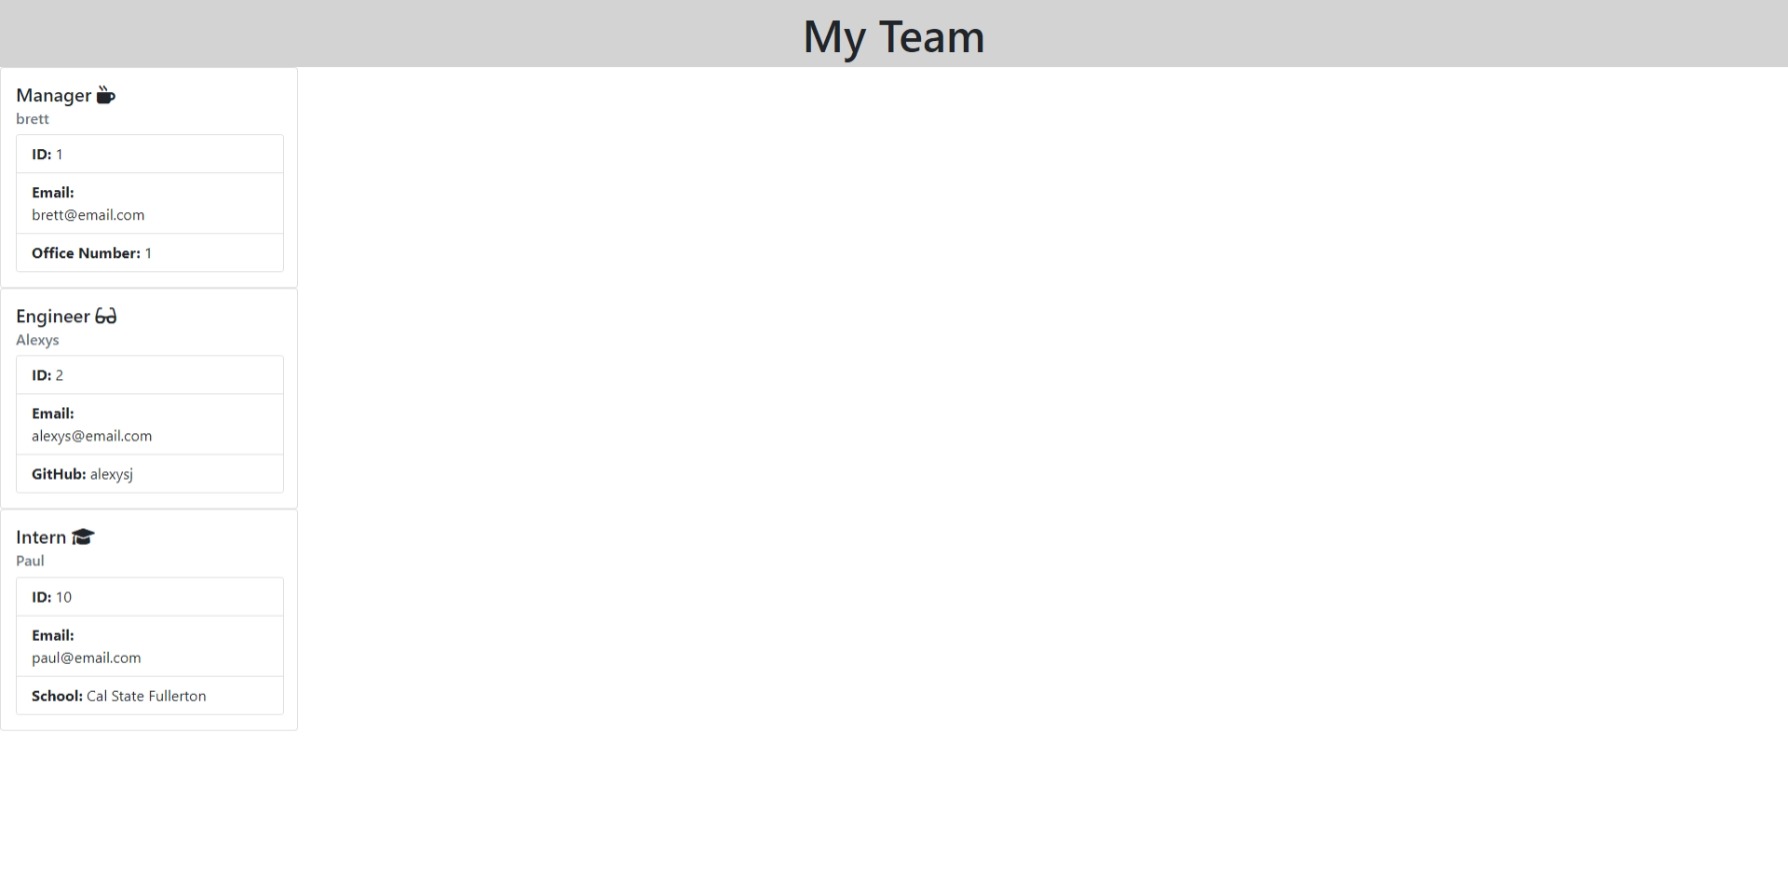 My Team
Manager
brett
ID: 1
Email:
brett@email.com
Office Number: 1
Engineer
Alexys
ID: 2
Email:
alexys@email.com
GitHub: alexysj
Intern
Paul
ID: 10
Email:
paul@email.com
School: Cal State Fullerton